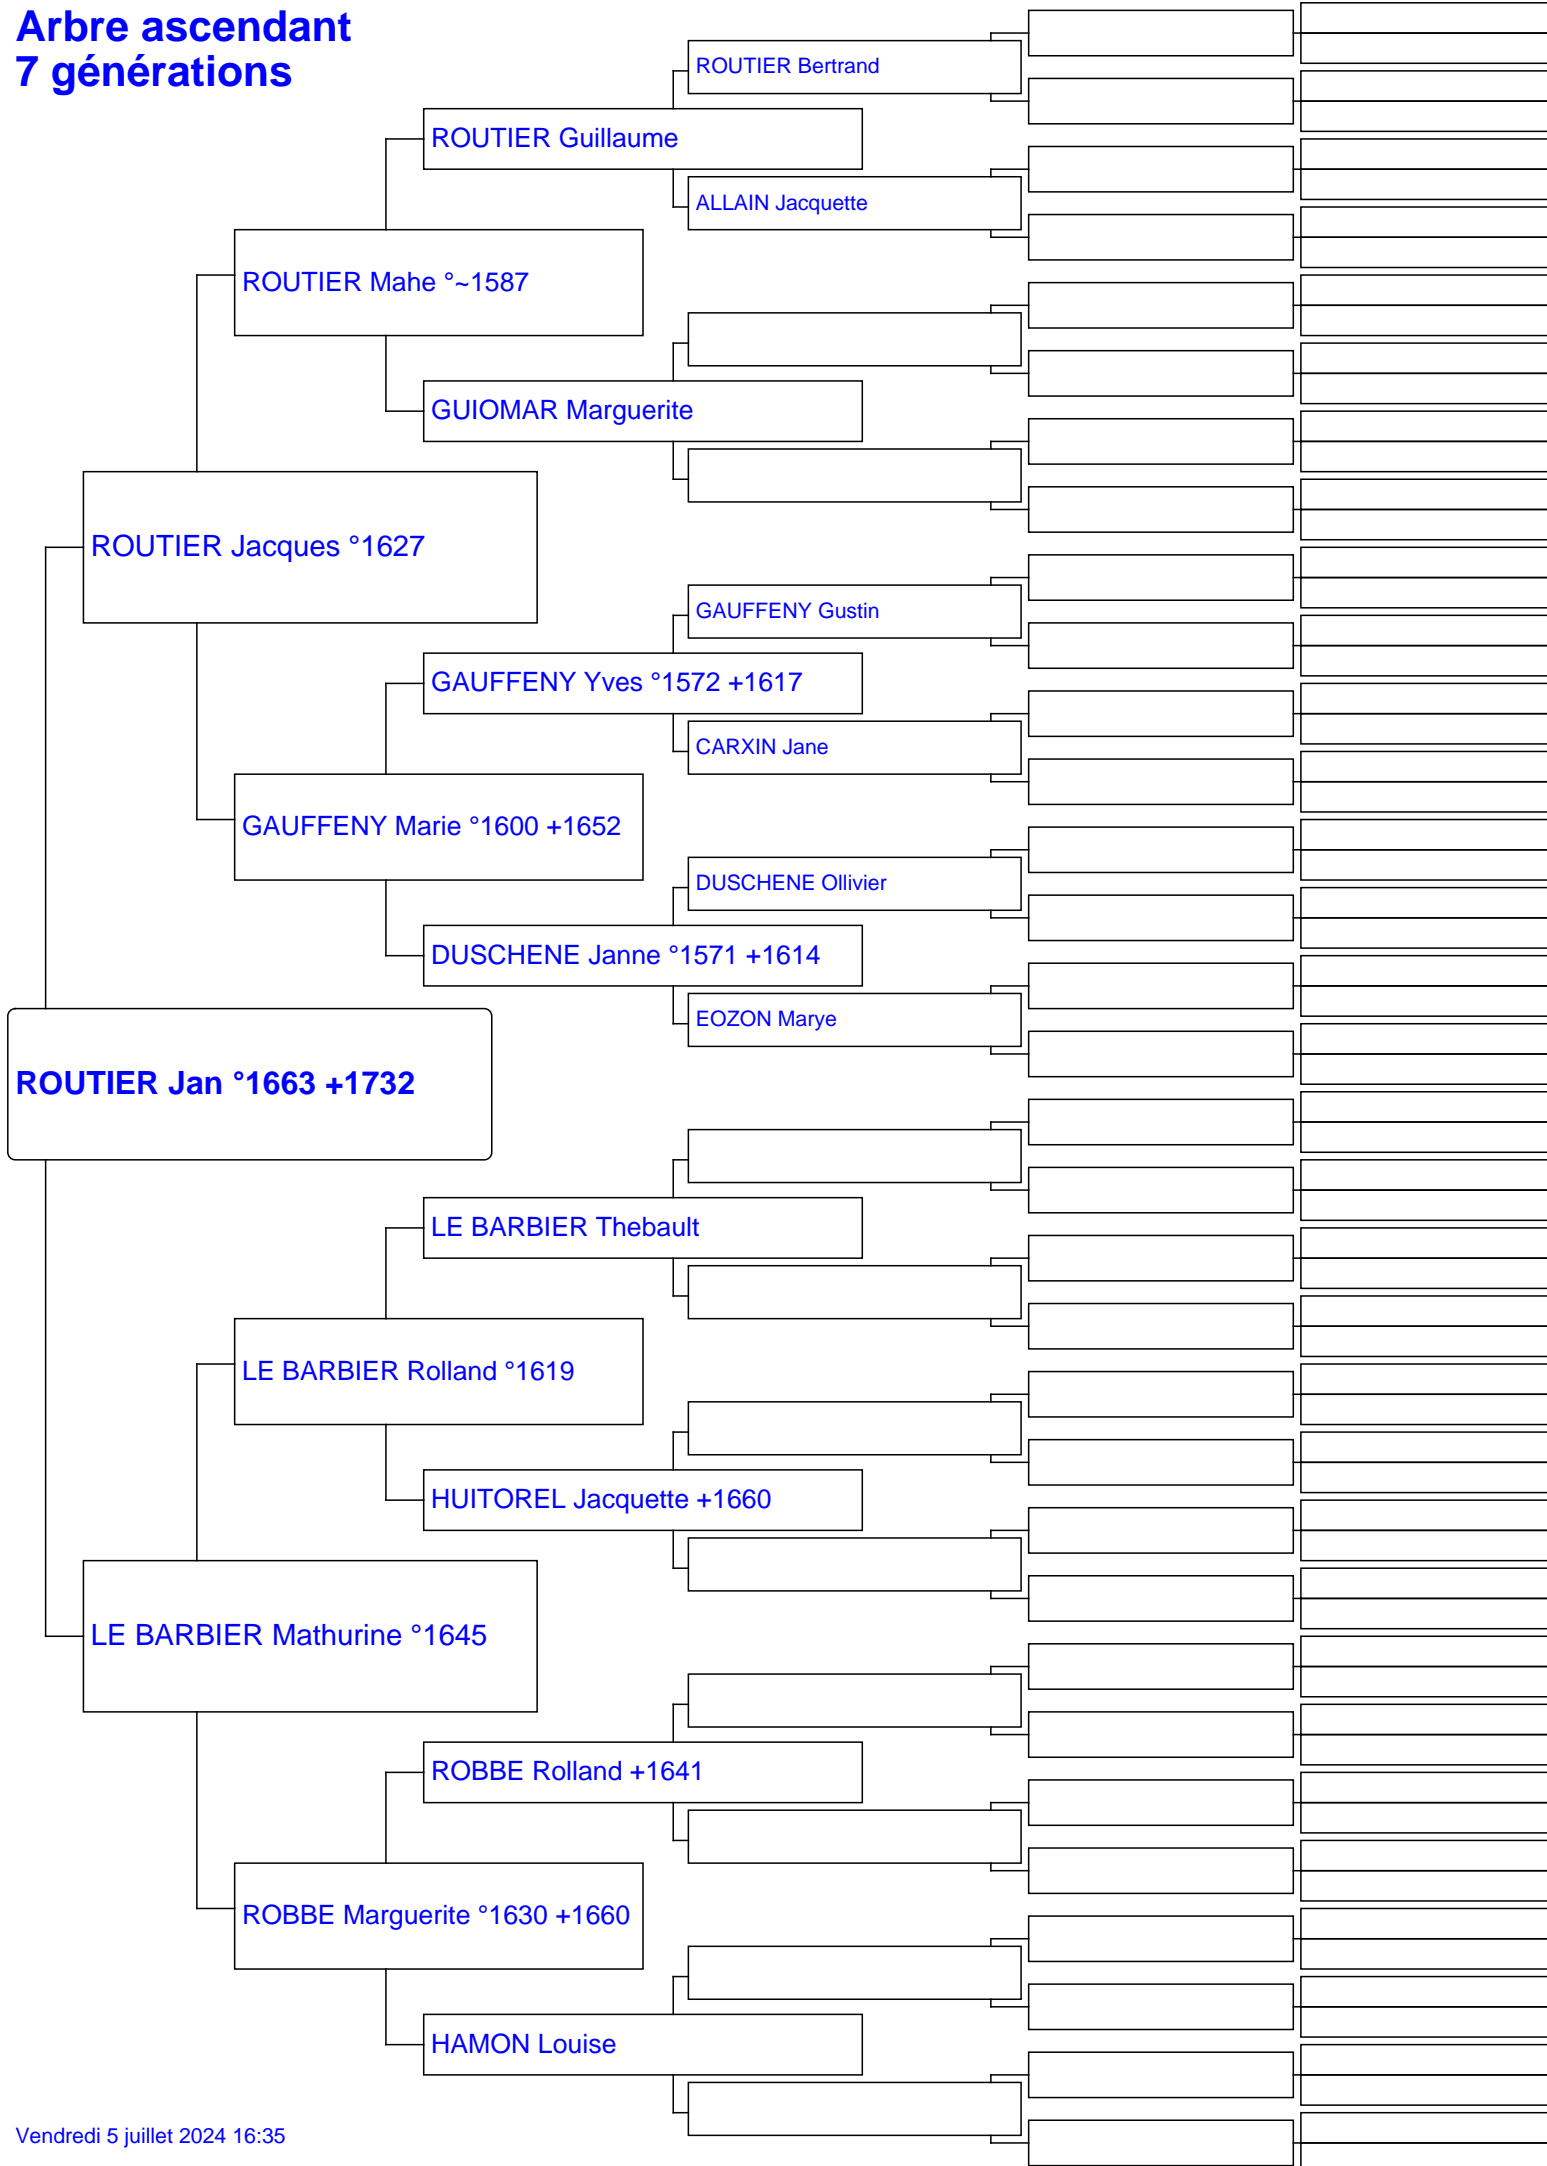 Arbre ascendant
7 générations
ROUTIER Bertrand
ROUTIER Guillaume
ALLAIN Jacquette
ROUTIER Mahe °~1587
GUIOMAR Marguerite
ROUTIER Jacques °1627
GAUFFENY Gustin
GAUFFENY Yves °1572 +1617
CARXIN Jane
GAUFFENY Marie °1600 +1652
DUSCHENE Ollivier
DUSCHENE Janne °1571 +1614
EOZON Marye
ROUTIER Jan °1663 +1732
LE BARBIER Thebault
LE BARBIER Rolland °1619
HUITOREL Jacquette +1660
LE BARBIER Mathurine °1645
ROBBE Rolland +1641
ROBBE Marguerite °1630 +1660
HAMON Louise
Vendredi 5 juillet 2024 16:35